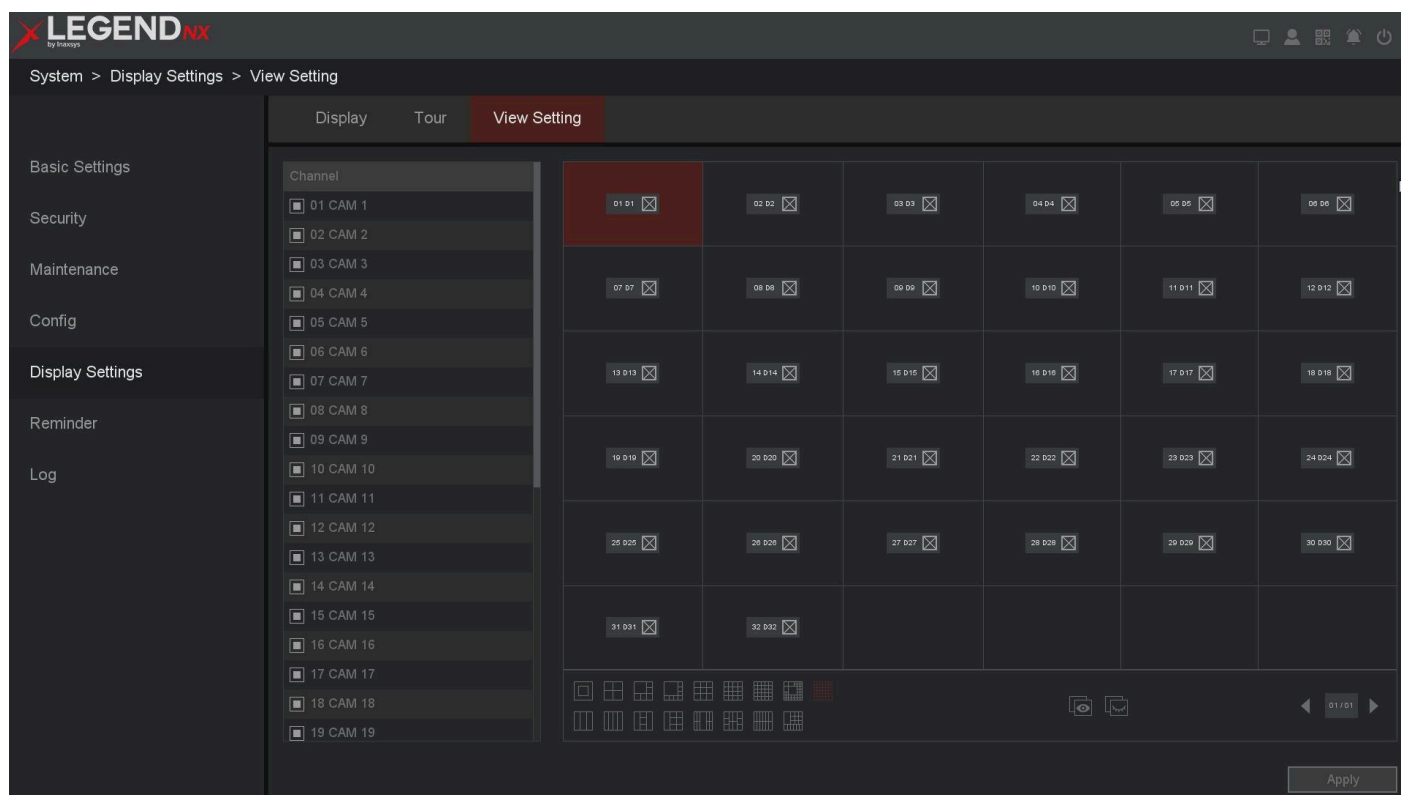 LEGENDNX
by Inaxsys
System > Display Settings > View Setting
Display Tour View Setting
Basic Settings
Security
Maintenance
Config
Display Settings
Reminder
Log
Channel
01 CAM 1
02 CAM 2
03 CAM 3
04 CAM 4
05 CAM 5
06 CAM 6
07 CAM 7
08 CAM 8
09 CAM 9
10 CAM 10
11 CAM 11
12 CAM 12
13 CAM 13
14 CAM 14
15 CAM 15
16 CAM 16
17 CAM 17
18 CAM 18
19 CAM 19
01 D1 02 D2 03 D3 04 D4 05 D5 06 D6
07 D7 08 D8 09 D9 10 D10 11 D11 12 D12
13 D13 14 D14 15 D15 16 D16 17 D17 18 D18
19 D19 20 D20 21 D21 22 D22 23 D23 24 D24
25 D25 26 D26 27 D27 28 D28 29 D29 30 D30
31 D31 32 D32
01/01
Apply